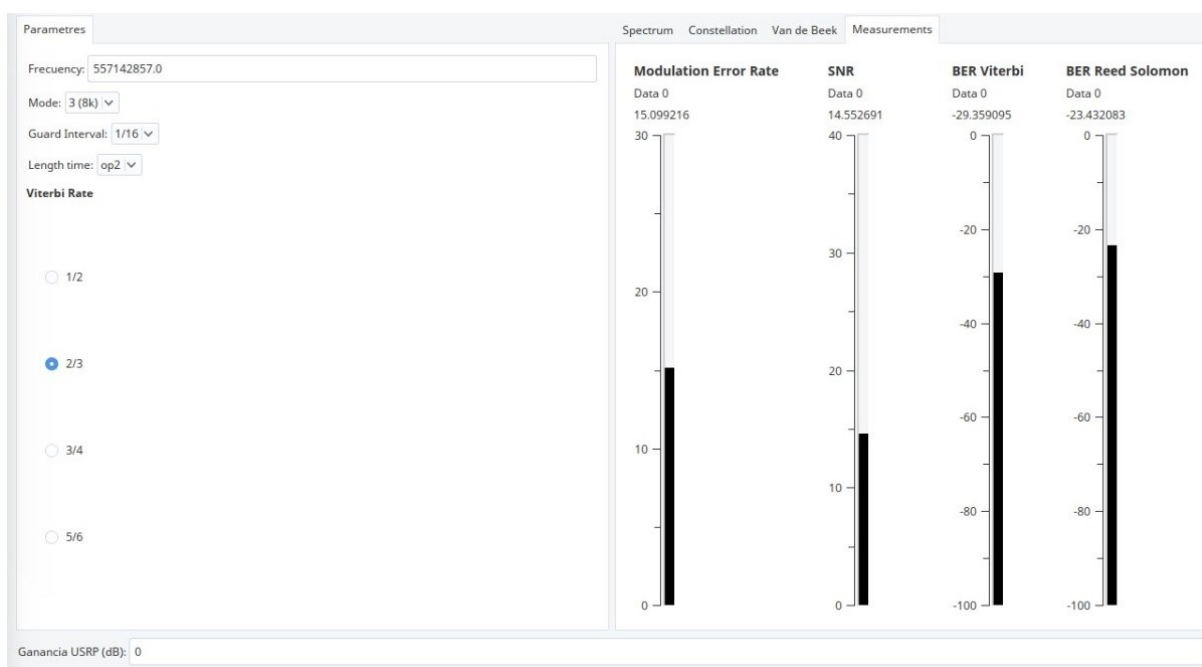 Parametres
Frecuency: 557142857.0
Mode: 3 (8k)
Guard Interval: 1/16
Length time: op2
Viterbi Rate
1/2
2/3
3/4
5/6
Spectrum Constellation Van de Beek Measurements
Modulation Error Rate SNR BER Viterbi BER Reed Solomon
Data 0 Data 0 Data 0 Data 0
15.099216 14.552691 -29.359095 -23.432083
30 40 0 0
-20 -20
30
20
-40 -40
20
-60 -60
10
10
-80 -80
0 0 -100 -100
Ganancia USRP (dB): 0